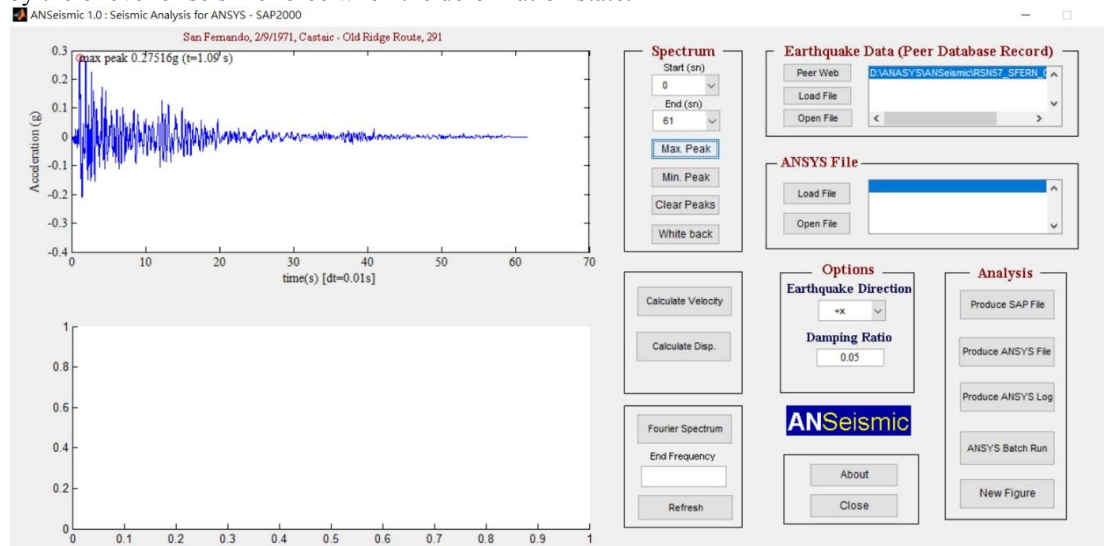 ANSeismic 1.0 : Seismic Analysis for ANSYS - SAP2000
San Fernando, 2/9/1971, Castaic - Old Ridge Route, 291
max peak 0.27516g (t=1.09 s)
0.3
0.2
0.1
0
-0.1
-0.2
-0.3
-0.4
Acceleration (g)
0 10 20 30 40 50 60 70
time(s) [dt=0.01s]
1
0.8
0.6
0.4
0.2
0
0 0.1 0.2 0.3 0.4 0.5 0.6 0.7 0.8 0.9 1
Spectrum
Start (sn)
0
End (sn)
61
Max. Peak
Min. Peak
Clear Peaks
White back
Calculate Velocity
Calculate Disp.
Fourier Spectrum
End Frequency
Refresh
Earthquake Data (Peer Database Record)
Peer Web
D:\ANASYS\ANSeismic\RSN57_SFERN_
Load File
Open File
ANSYS File
Load File
Open File
Options
Earthquake Direction
+x
Damping Ratio
0.05
ANSeismic
About
Close
Analysis
Produce SAP File
Produce ANSYS File
Produce ANSYS Log
ANSYS Batch Run
New Figure